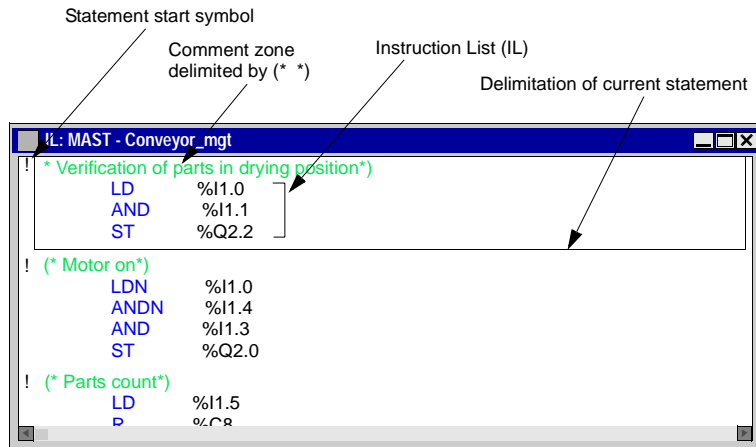 Statement start symbol
Comment zone
delimited by (* *)
Instruction List (IL)
Delimitation of current statement
IL: MAST - Conveyor_mgt
! * Verification of parts in drying position*)
LD %I1.0
AND %I1.1
ST %Q2.2
! (* Motor on*)
LDN %I1.0
ANDN %I1.4
AND %I1.3
ST %Q2.0
! (* Parts count*)
LD %I1.5
R %C8